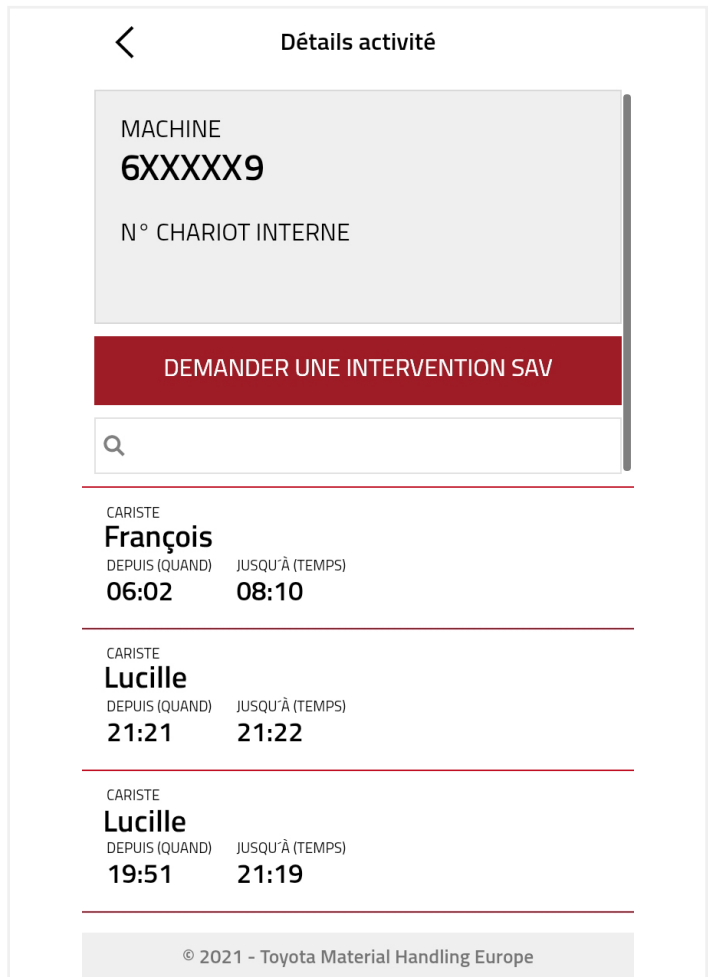 Détails activité
MACHINE
6XXXXX9
N° CHARIOT INTERNE
DEMANDER UNE INTERVENTION SAV
CARISTE
François
DEPUIS (QUAND) JUSQU´À (TEMPS)
06:02 08:10
CARISTE
Lucille
DEPUIS (QUAND) JUSQU´À (TEMPS)
21:21 21:22
CARISTE
Lucille
DEPUIS (QUAND) JUSQU´À (TEMPS)
19:51 21:19
© 2021 - Toyota Material Handling Europe